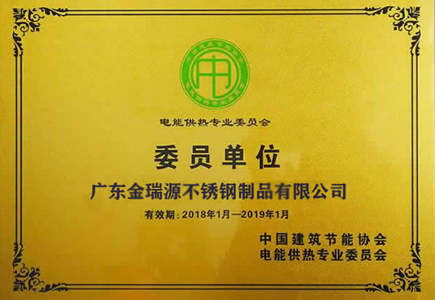 电能供热专业委员会
委员单位
广东金瑞源不锈钢制品有限公司
有效期：2018年1月—2019年1月
中国建筑节能协会
电能供热专业委员会